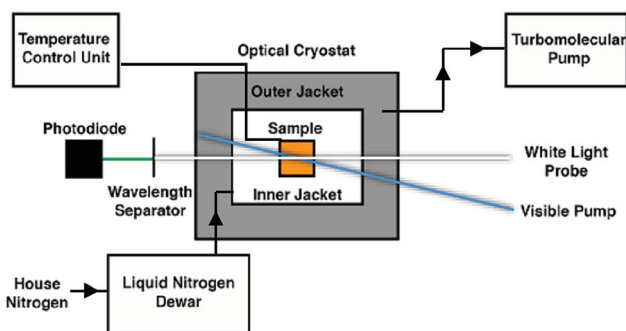 Temperature
Control Unit
Optical Cryostat
Turbomolecular
Pump
Outer Jacket
Photodiode
Sample
White Light
Probe
Wavelength
Separator
Inner Jacket
Visible Pump
House
Nitrogen
Liquid Nitrogen
Dewar